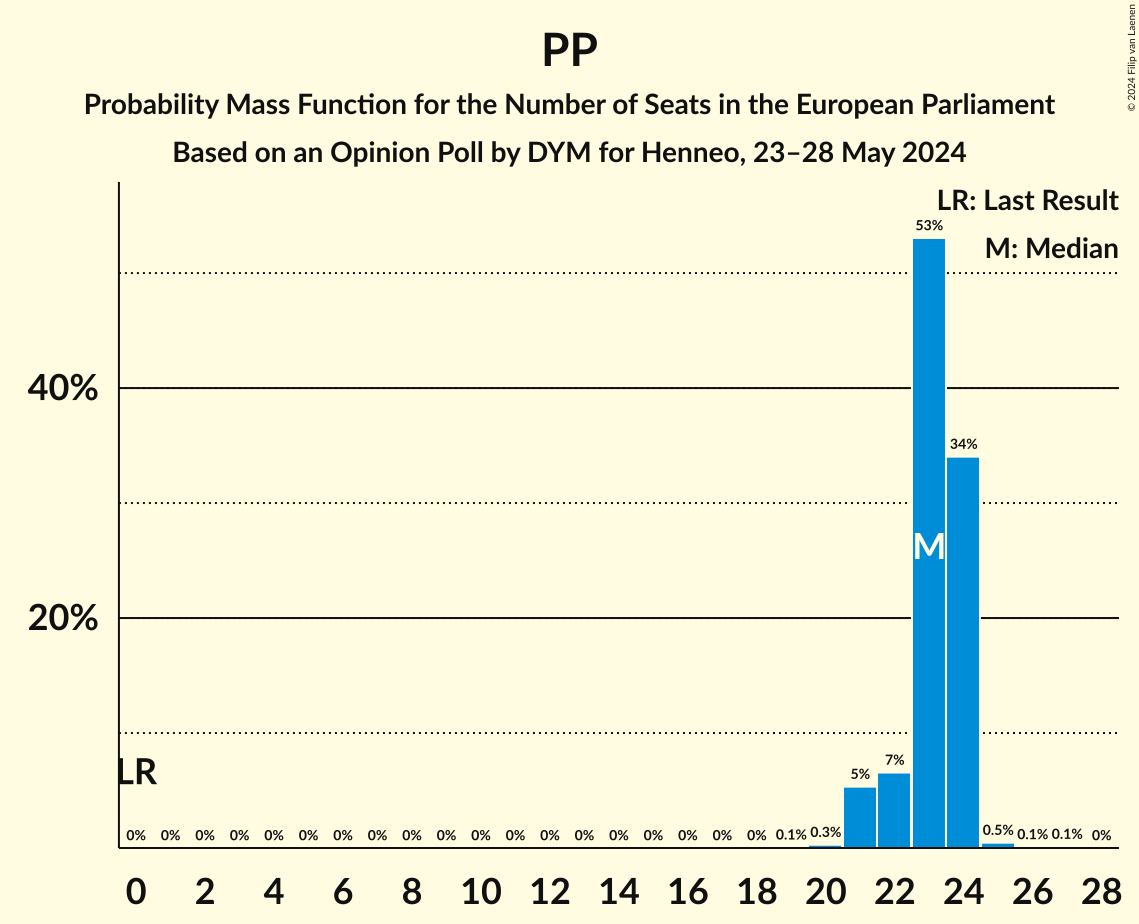 PP
Probability Mass Function for the Number of Seats in the European Parliament
Based on an Opinion Poll by DYM for Henneo, 23–28 May 2024
© 2024 Filip van Laenen
LR: Last Result
M: Median
53%
40%
34%
M
20%
LR
7%
5%
0% 0% 0% 0% 0% 0% 0% 0% 0% 0% 0% 0% 0% 0% 0% 0% 0% 0% 0% 0.1% 0.3% 0.5% 0.1% 0.1% 0%
0 2 4 6 8 10 12 14 16 18 20 22 24 26 28